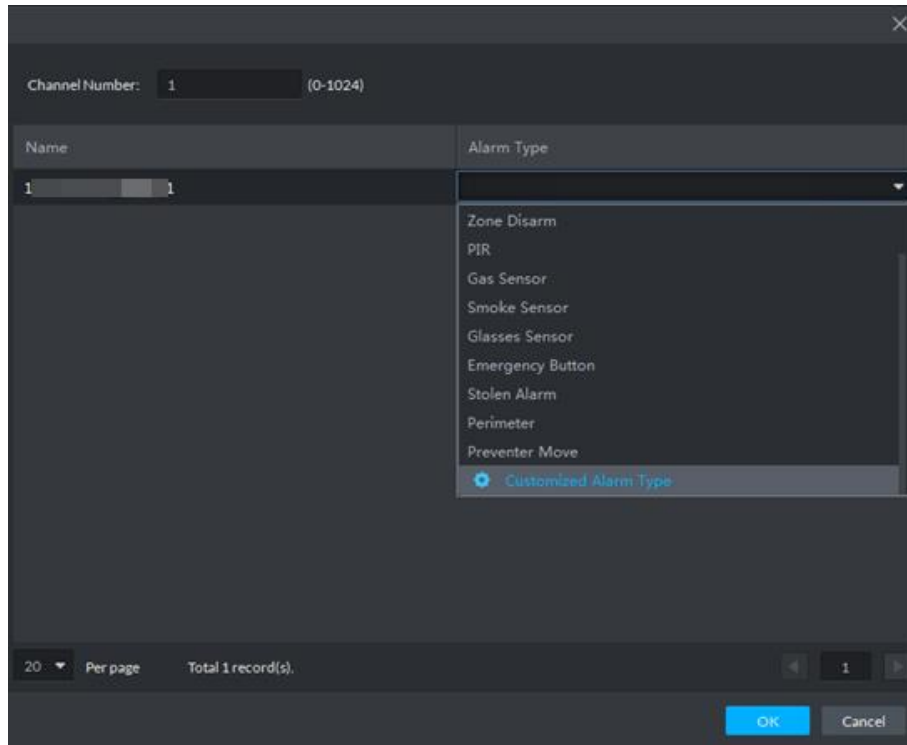 Channel Number: 1 (0-1024)
Name Alarm Type
1 1
Zone Disarm
PIR
Gas Sensor
Smoke Sensor
Glasses Sensor
Emergency Button
Stolen Alarm
Perimeter
Preventer Move
Customized Alarm Type
20 Per page Total 1 record(s). 1
OK Cancel